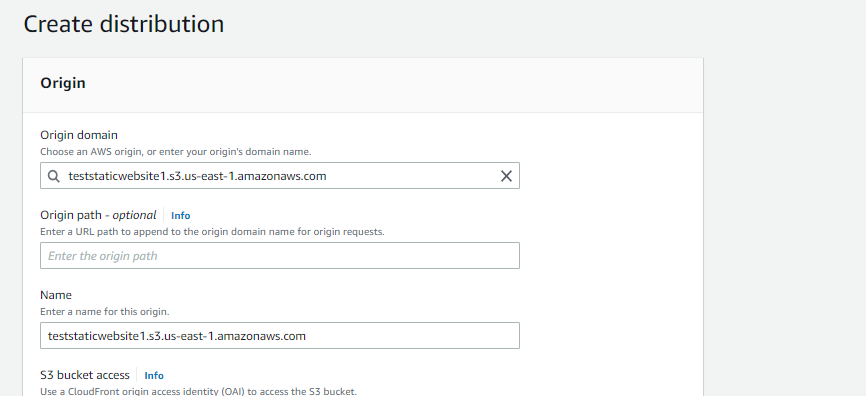 Create distribution
Origin
Origin domain
Choose an AWS origin, or enter your origin's domain name.
teststaticwebsite1.s3.us-east-1.amazonaws.com
Origin path - optional Info
Enter a URL path to append to the origin domain name for origin requests.
Enter the origin path
Name
Enter a name for this origin.
teststaticwebsite1.s3.us-east-1.amazonaws.com
S3 bucket access Info
Use a CloudFront origin access identity (OAI) to access the S3 bucket.